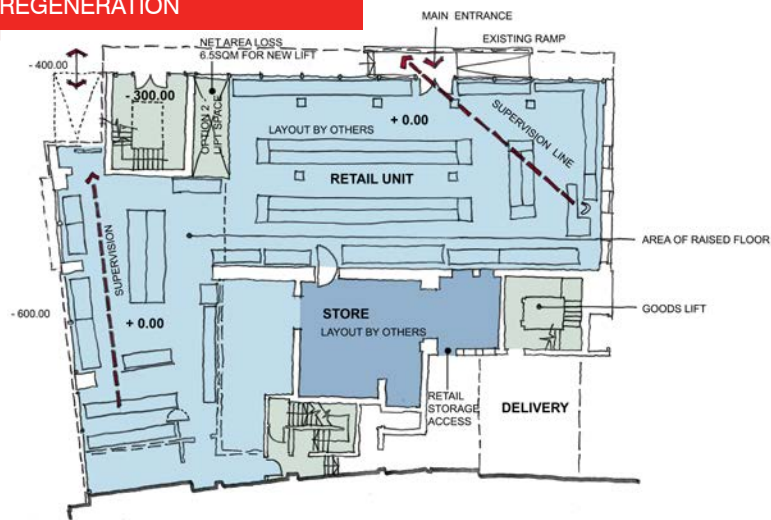 REGENERATION
MAIN ENTRANCE
NET AREA LOSS
6.5SQM FOR NEW LIFT
EXISTING RAMP
- 400.00
- 300.00
OPTION 2 -
LIFT SPACE
+ 0.00
LAYOUT BY OTHERS
SUPERVISION LINE
RETAIL UNIT
SUPERVISION
AREA OF RAISED FLOOR
- 600.00
+ 0.00
STORE
LAYOUT BY OTHERS
GOODS LIFT
RETAIL
STORAGE
ACCESS
DELIVERY